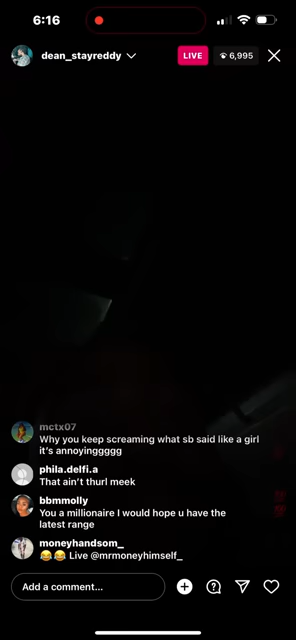 6:16
dean_stayreddy
LIVE
6,995
mctx07
Why you keep screaming what sb said like a girl
it's annoyinggggg
phila.delfi.a
That ain't thurl meek
bbmmolly
You a millionaire I would hope u have the
latest range
moneyhandsom_
😂😂 Live @mrmoneyhimself_
Add a comment...